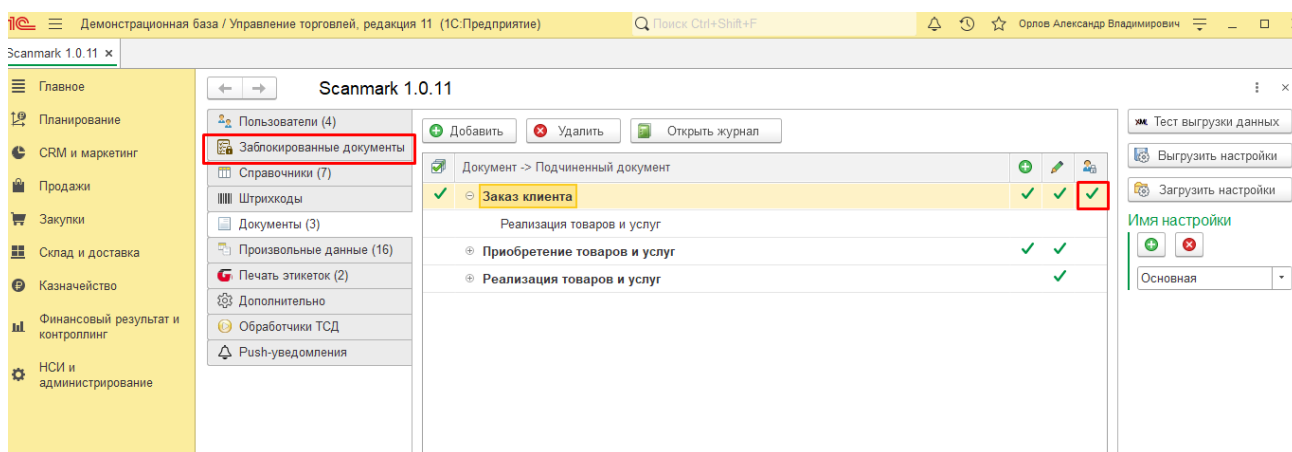 1С Демонстрационная база / Управление торговлей, редакция 11 (1С:Предприятие) Поиск Ctrl+Shift+F Орлов Александр Владимирович
Scanmark 1.0.11 ×
Главное
Планирование
CRM и маркетинг
Продажи
Закупки
Склад и доставка
Казначейство
Финансовый результат и
контроллинг
НСИ и
администрирование
Scanmark 1.0.11
Пользователи (4)
Заблокированные документы
Справочники (7)
Штрихкоды
Документы (3)
Произвольные данные (16)
Печать этикеток (2)
Дополнительно
Обработчики ТСД
Push-уведомления
Добавить Удалить Открыть журнал
Документ -> Подчиненный документ
Заказ клиента
Реализация товаров и услуг
Приобретение товаров и услуг
Реализация товаров и услуг
XML Тест выгрузки данных
Выгрузить настройки
Загрузить настройки
Имя настройки
Основная